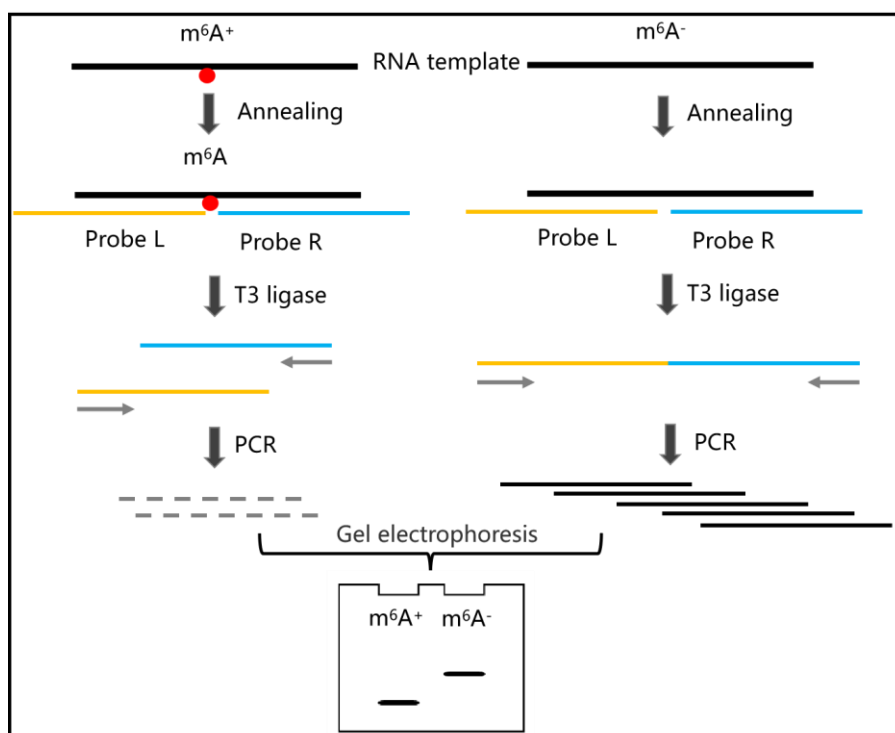 m⁶A⁺ m⁶A⁻
RNA template
Annealing Annealing
m⁶A
Probe L Probe R Probe L Probe R
T3 ligase T3 ligase
PCR PCR
Gel electrophoresis
m⁶A⁺ m⁶A⁻